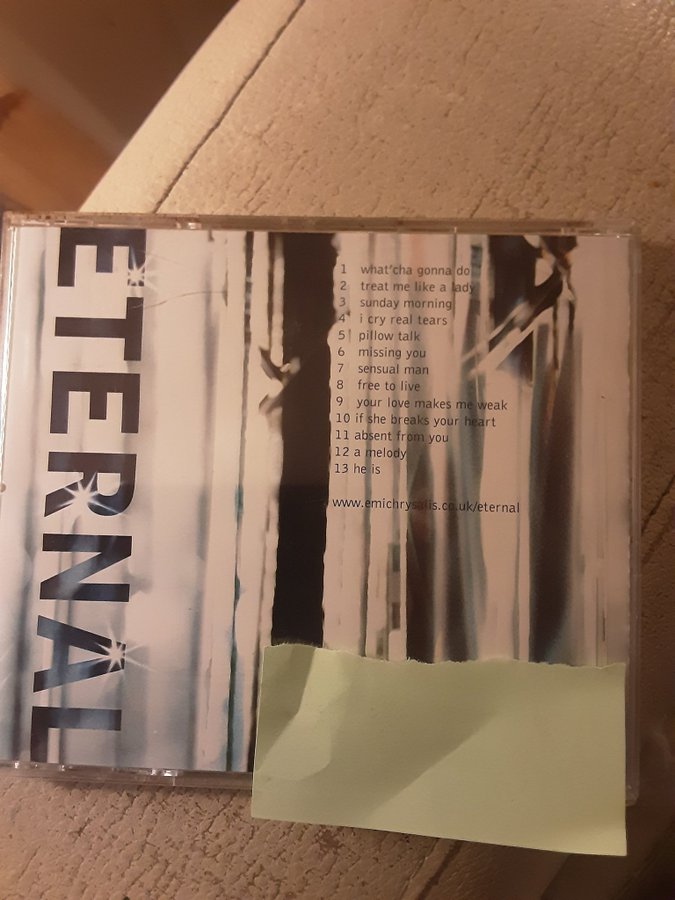 ETERNAL
1 what'cha gonna do
2 treat me like a lady
3 sunday morning
4 i cry real tears
5 pillow talk
6 missing you
7 sensual man
8 free to live
9 your love makes me weak
10 if she breaks your heart
11 absent from you
12 a melody
13 he is
www.emichrysalis.co.uk/eternal